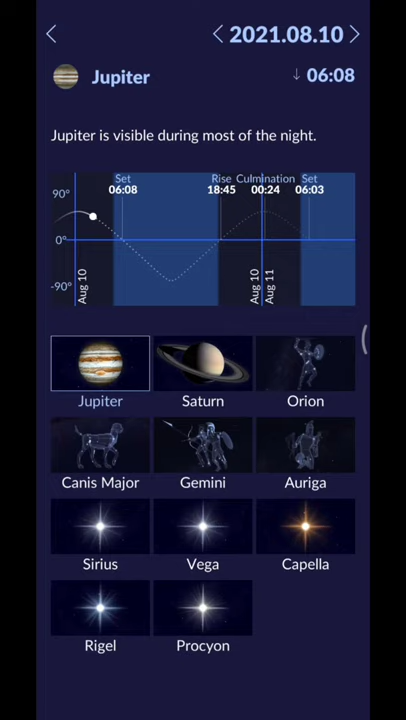 2021.08.10
Jupiter ↓ 06:08
Jupiter is visible during most of the night.
Set Rise Culmination Set
06:08 18:45 00:24 06:03
90°
0°
-90°
Aug 10
Aug 10
Aug 11
Jupiter Saturn Orion
Canis Major Gemini Auriga
Sirius Vega Capella
Rigel Procyon